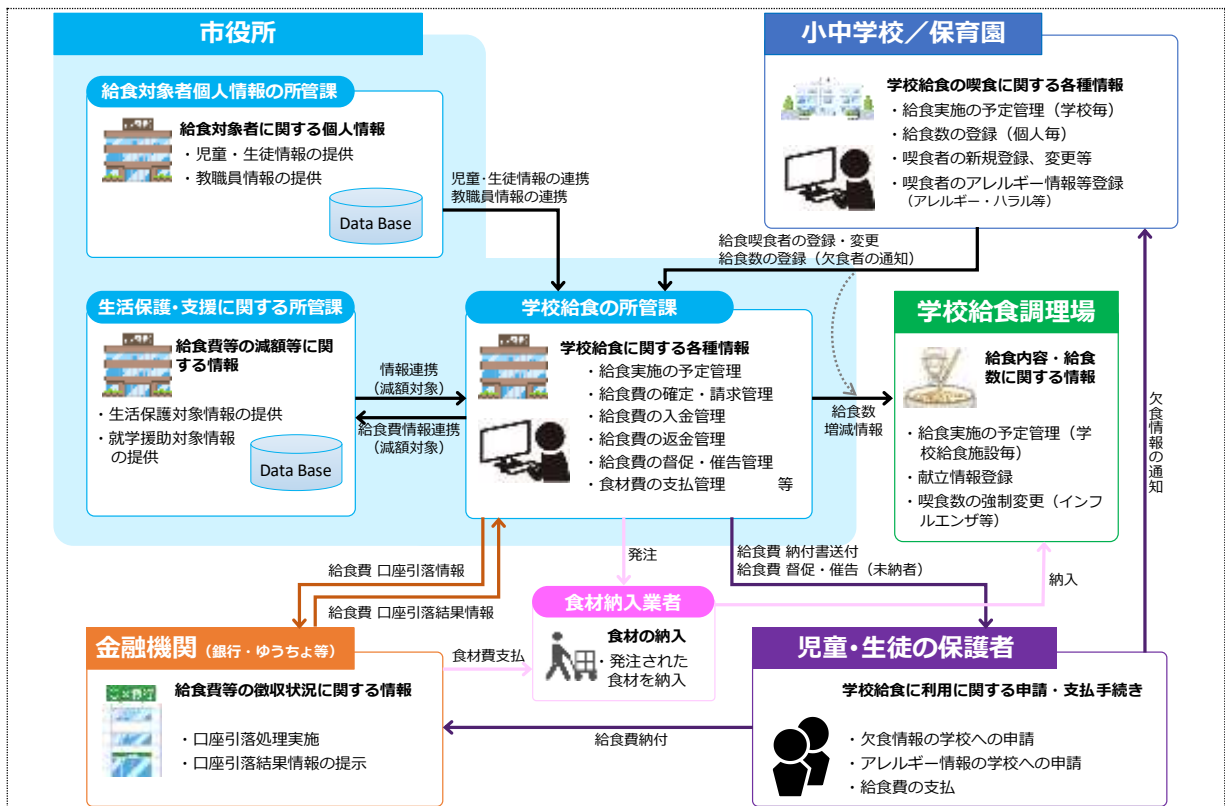 市役所
給食対象者個人情報の所管課
給食対象者に関する個人情報
・児童・生徒情報の提供
・教職員情報の提供
Data Base
児童・生徒情報の連携
教職員情報の連携
小中学校／保育園
学校給食の喫食に関する各種情報
・給食実施の予定管理（学校毎）
・給食数の登録（個人毎）
・喫食者の新規登録、変更等
・喫食者のアレルギー情報等登録
（アレルギー・ハラル等）
給食喫食者の登録・変更
給食数の登録（欠食者の通知）
生活保護・支援に関する所管課
給食費等の減額等に関
する情報
・生活保護対象情報の提供
・就学援助対象情報
の提供
Data Base
情報連携
（減額対象）
給食費情報連携
（減額対象）
学校給食の所管課
学校給食に関する各種情報
・給食実施の予定管理
・給食費の確定・請求管理
・給食費の入金管理
・給食費の返金管理
・給食費の督促・催告管理
・食材費の支払管理　　等
給食数
増減情報
学校給食調理場
給食内容・給食
数に関する情報
・給食実施の予定管理（学
校給食施設毎）
・献立情報登録
・喫食数の強制変更（インフ
ルエンザ等）
欠食情報の通知
給食費 口座引落情報
給食費 口座引落結果情報
発注
給食費 納付書送付
給食費 督促・催告（未納者）
納入
食材納入業者
食材の納入
・発注された
食材を納入
食材費支払
金融機関（銀行・ゆうちょ等）
給食費等の徴収状況に関する情報
・口座引落処理実施
・口座引落結果情報の提示
給食費納付
児童・生徒の保護者
学校給食に利用に関する申請・支払手続き
・欠食情報の学校への申請
・アレルギー情報の学校への申請
・給食費の支払